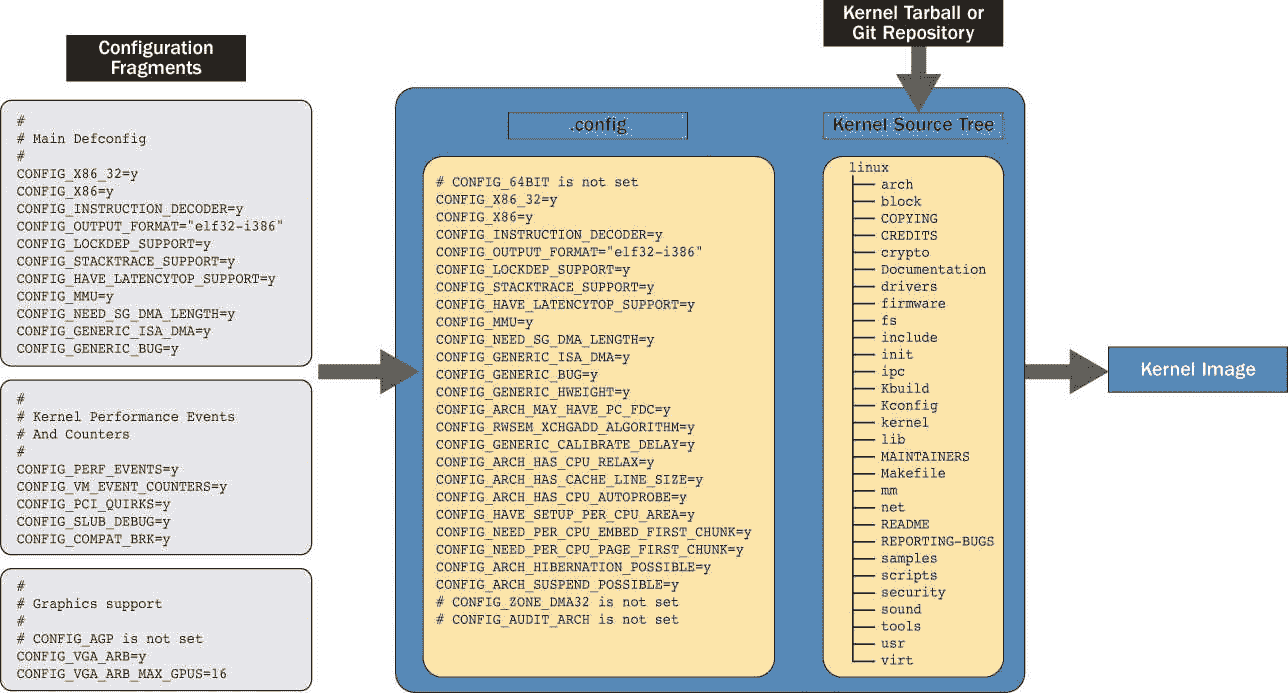 Configuration
Fragments
#
# Main Defconfig
#
CONFIG_X86_32=y
CONFIG_X86=y
CONFIG_INSTRUCTION_DECODER=y
CONFIG_OUTPUT_FORMAT="elf32-i386"
CONFIG_LOCKDEP_SUPPORT=y
CONFIG_STACKTRACE_SUPPORT=y
CONFIG_HAVE_LATENCYTOP_SUPPORT=y
CONFIG_MMU=y
CONFIG_NEED_SG_DMA_LENGTH=y
CONFIG_GENERIC_ISA_DMA=y
CONFIG_GENERIC_BUG=y
#
# Kernel Performance Events
# And Counters
#
CONFIG_PERF_EVENTS=y
CONFIG_VM_EVENT_COUNTERS=y
CONFIG_PCI_QUIRKS=y
CONFIG_SLUB_DEBUG=y
CONFIG_COMPAT_BRK=y
#
# Graphics support
#
# CONFIG_AGP is not set
CONFIG_VGA_ARB=y
CONFIG_VGA_ARB_MAX_GPUS=16
.config
# CONFIG_64BIT is not set
CONFIG_X86_32=y
CONFIG_X86=y
CONFIG_INSTRUCTION_DECODER=y
CONFIG_OUTPUT_FORMAT="elf32-i386"
CONFIG_LOCKDEP_SUPPORT=y
CONFIG_STACKTRACE_SUPPORT=y
CONFIG_HAVE_LATENCYTOP_SUPPORT=y
CONFIG_MMU=y
CONFIG_NEED_SG_DMA_LENGTH=y
CONFIG_GENERIC_ISA_DMA=y
CONFIG_GENERIC_BUG=y
CONFIG_GENERIC_HWEIGHT=y
CONFIG_ARCH_MAY_HAVE_PC_FDC=y
CONFIG_RWSEM_XCHGADD_ALGORITHM=y
CONFIG_GENERIC_CALIBRATE_DELAY=y
CONFIG_ARCH_HAS_CPU_RELAX=y
CONFIG_ARCH_HAS_CACHE_LINE_SIZE=y
CONFIG_ARCH_HAS_CPU_AUTOPROBE=y
CONFIG_HAVE_SETUP_PER_CPU_AREA=y
CONFIG_NEED_PER_CPU_EMBED_FIRST_CHUNK=y
CONFIG_NEED_PER_CPU_PAGE_FIRST_CHUNK=y
CONFIG_ARCH_HIBERNATION_POSSIBLE=y
CONFIG_ARCH_SUSPEND_POSSIBLE=y
# CONFIG_ZONE_DMA32 is not set
# CONFIG_AUDIT_ARCH is not set
Kernel Tarball or
Git Repository
Kernel Source Tree
linux
arch
block
COPYING
CREDITS
crypto
Documentation
drivers
firmware
fs
include
init
ipc
Kbuild
Kconfig
kernel
lib
MAINTAINERS
Makefile
mm
net
README
REPORTING-BUGS
samples
scripts
security
sound
tools
usr
virt
Kernel Image